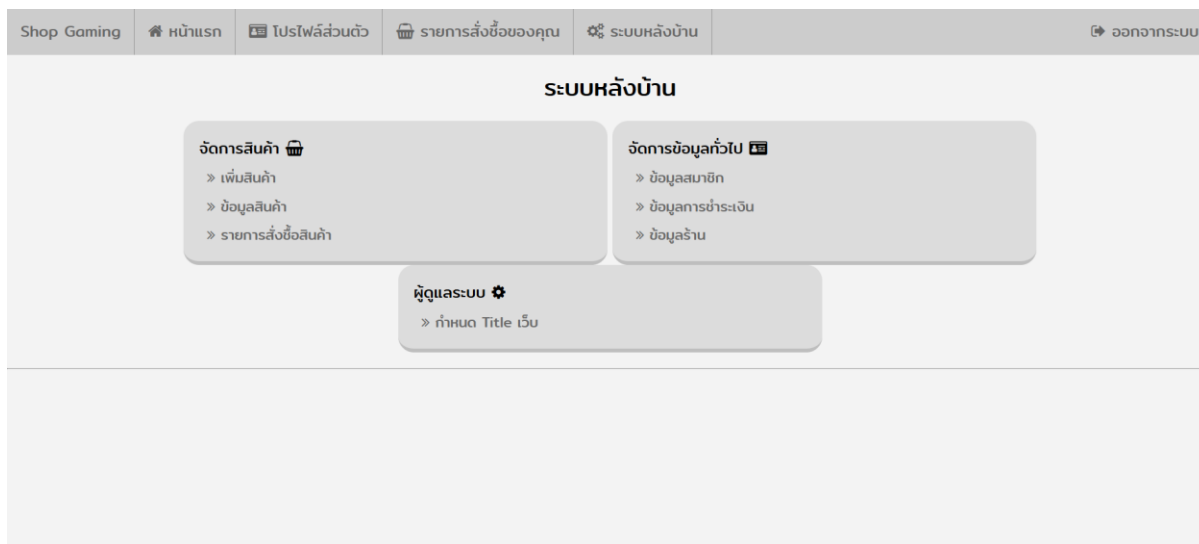 Shop Gaming หน้าแรก โปรไฟล์ส่วนตัว รายการสั่งซื้อของคุณ ระบบหลังบ้าน ออกจากระบบ
ระบบหลังบ้าน
จัดการสินค้า
» เพิ่มสินค้า
» ข้อมูลสินค้า
» รายการสั่งซื้อสินค้า
จัดการข้อมูลทั่วไป
» ข้อมูลสมาชิก
» ข้อมูลการชำระเงิน
» ข้อมูลร้าน
ผู้ดูแลระบบ
» กำหนด Title เว็บ